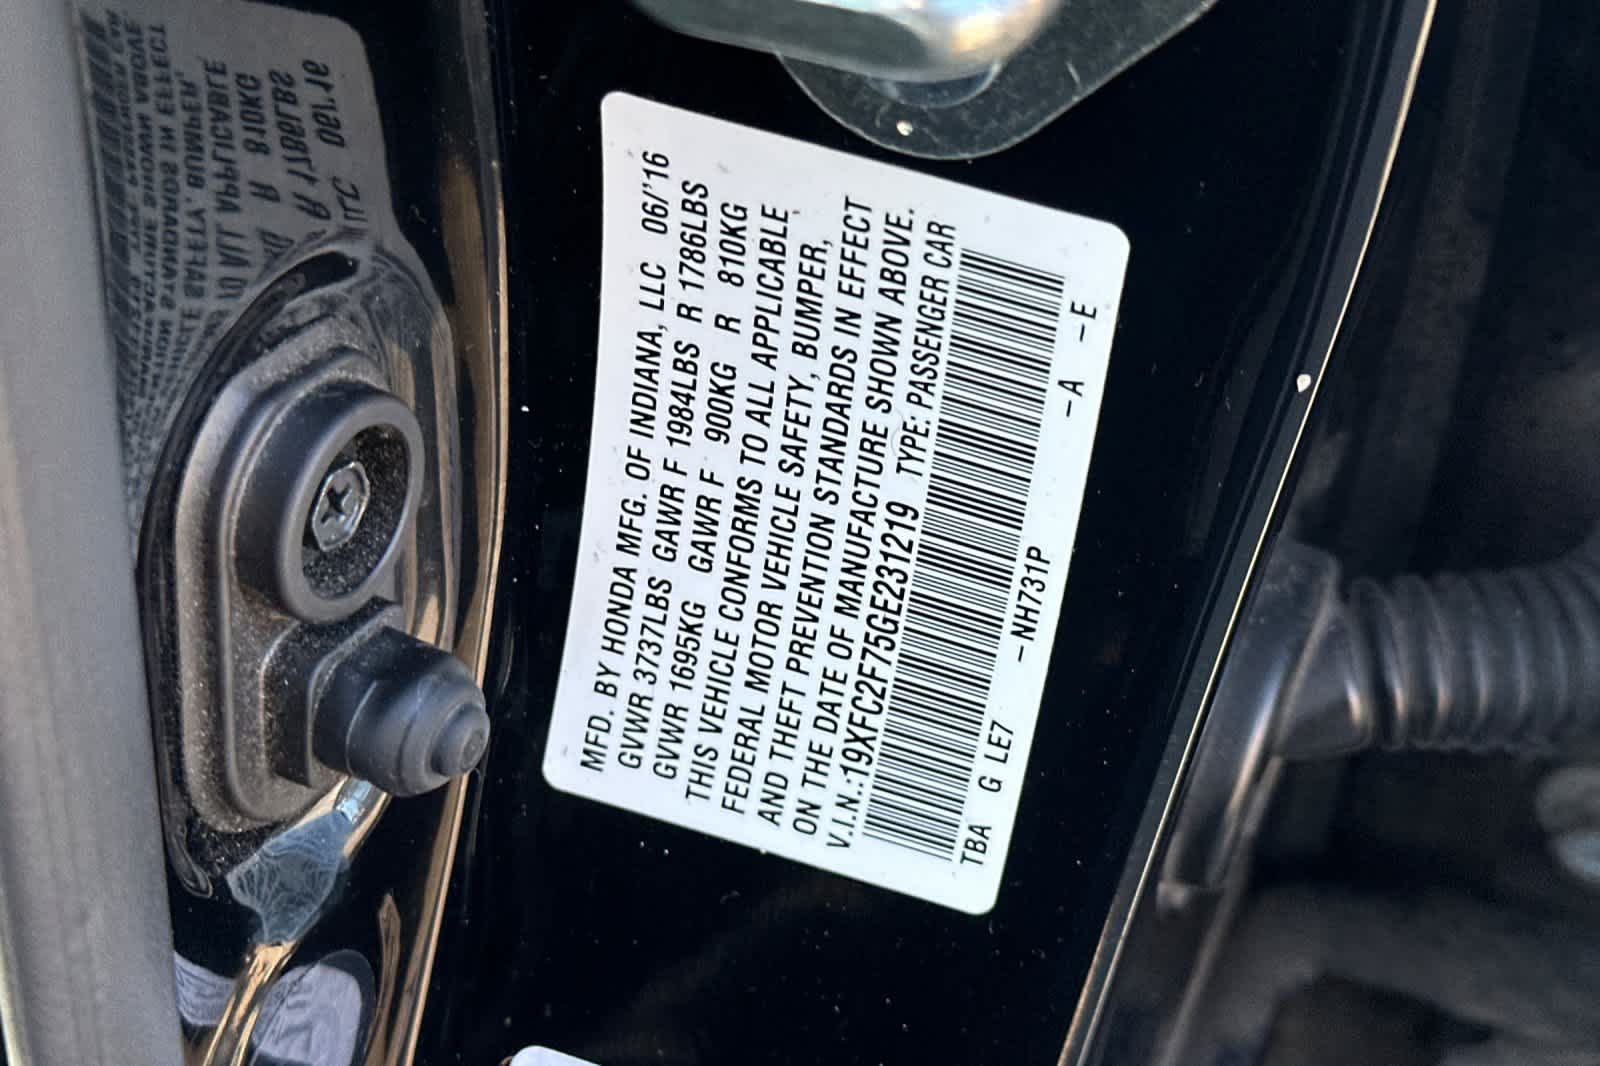 MFD. BY HONDA MFG. OF INDIANA, LLC 06/'16
GVWR 3737LBS GAWR F 1984LBS R 1786LBS
GVWR 1695KG GAWR F 900KG R 810KG
THIS VEHICLE CONFORMS TO ALL APPLICABLE
FEDERAL MOTOR VEHICLE SAFETY, BUMPER,
AND THEFT PREVENTION STANDARDS IN EFFECT
ON THE DATE OF MANUFACTURE SHOWN ABOVE.
V.I.N.:19XFC2F75GE231219 TYPE: PASSENGER CAR
TBA G LE7 -NH731P -A -E